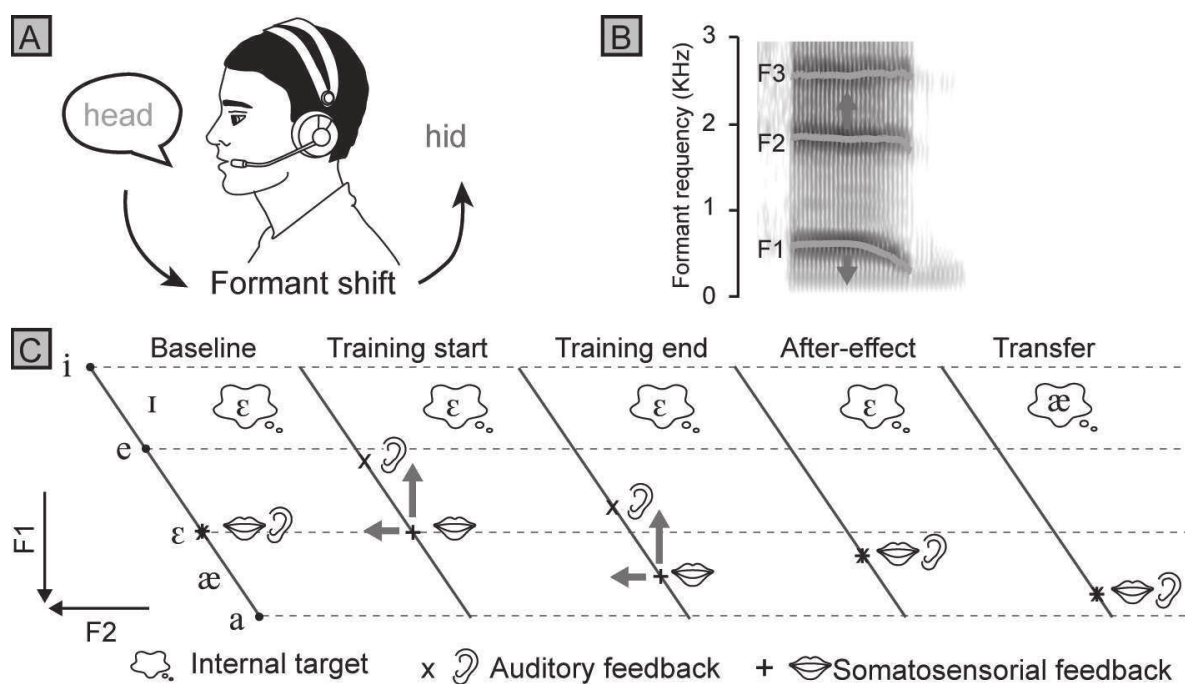 A
head
hid
Formant shift
B
Formant requency (KHz)
3
2
1
0
F3
F2
F1
C
Baseline Training start Training end After-effect Transfer
i
ɪ
e
ɛ
æ
a
ɛ ɛ ɛ ɛ æ
x x
+ +
F1
F2
Internal target x Auditory feedback + Somatosensorial feedback